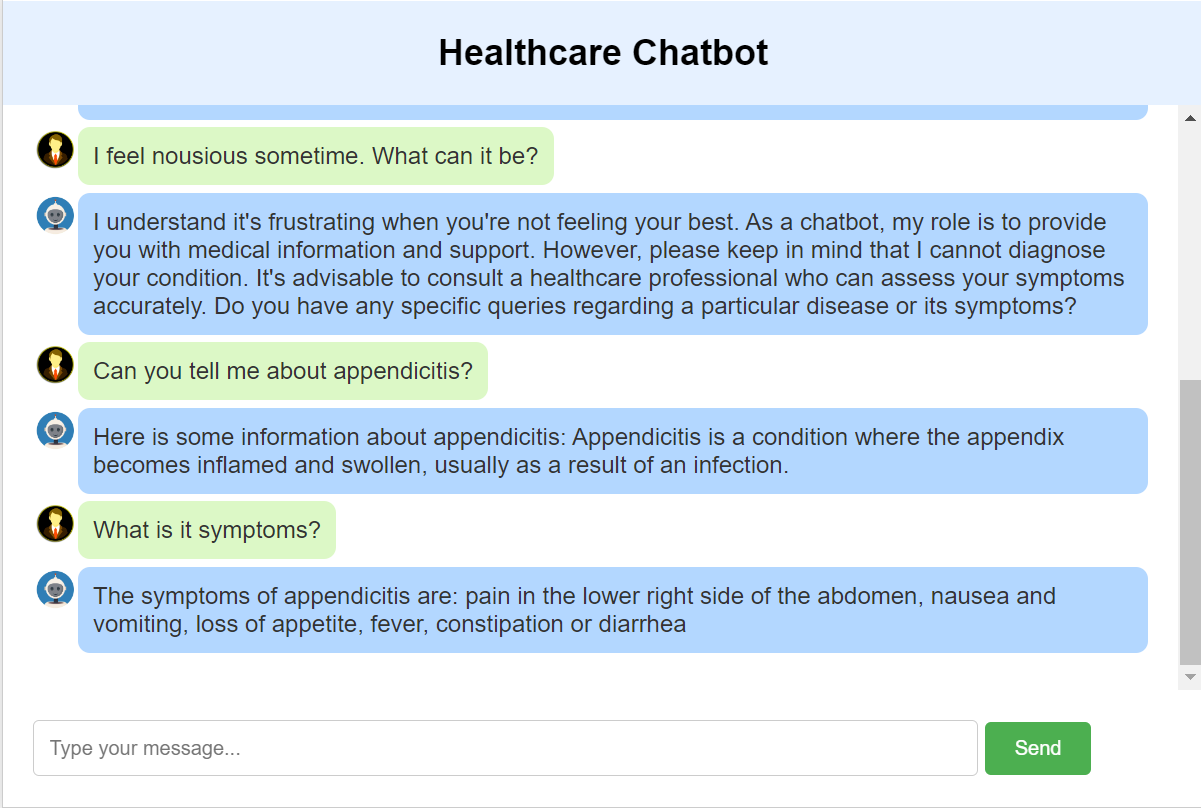 Healthcare Chatbot
I feel nousious sometime. What can it be?
I understand it's frustrating when you're not feeling your best. As a chatbot, my role is to provide
you with medical information and support. However, please keep in mind that I cannot diagnose
your condition. It's advisable to consult a healthcare professional who can assess your symptoms
accurately. Do you have any specific queries regarding a particular disease or its symptoms?
Can you tell me about appendicitis?
Here is some information about appendicitis: Appendicitis is a condition where the appendix
becomes inflamed and swollen, usually as a result of an infection.
What is it symptoms?
The symptoms of appendicitis are: pain in the lower right side of the abdomen, nausea and
vomiting, loss of appetite, fever, constipation or diarrhea
Type your message...
Send